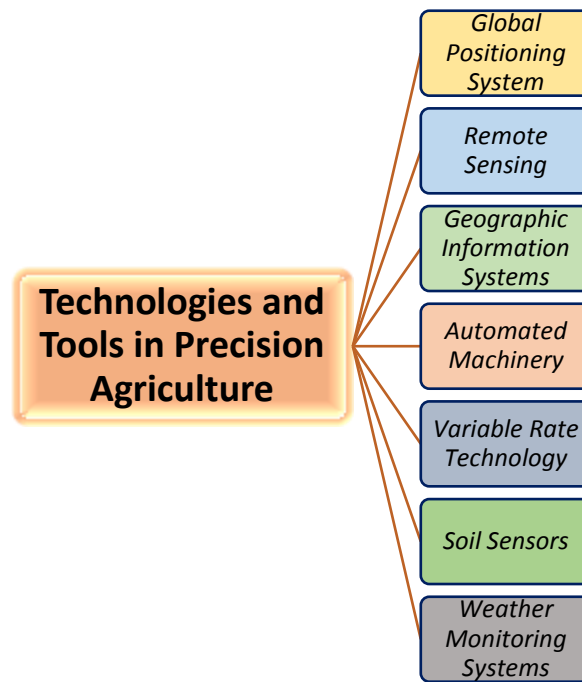 Technologies and
Tools in Precision
Agriculture
Global
Positioning
System
Remote
Sensing
Geographic
Information
Systems
Automated
Machinery
Variable Rate
Technology
Soil Sensors
Weather
Monitoring
Systems